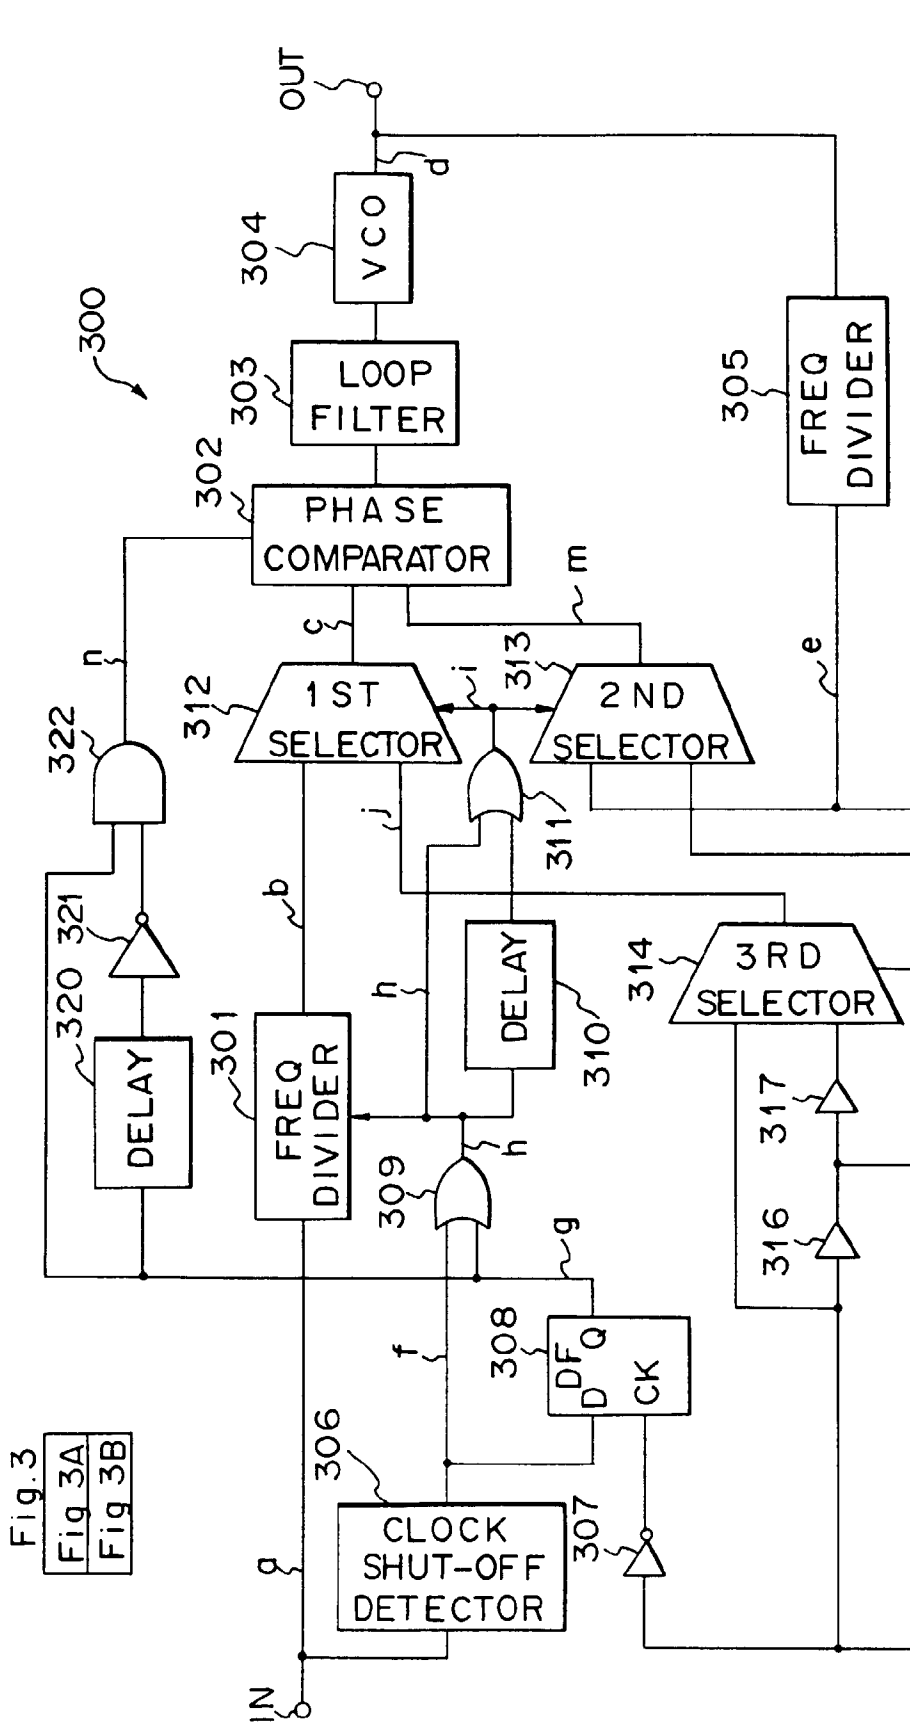 Fig.3
Fig 3A
Fig 3B
300
IN
a
306
CLOCK
SHUT-OFF
DETECTOR
f
307
308
DF
D
Q
CK
g
309
h
301
FREQ
DIVIDER
b
320
DELAY
321
322
n
h
310
DELAY
311
i
j
312
1ST
SELECTOR
c
313
2ND
SELECTOR
m
302
PHASE
COMPARATOR
303
LOOP
FILTER
304
VCO
d
OUT
305
FREQ
DIVIDER
e
314
3RD
SELECTOR
316
317